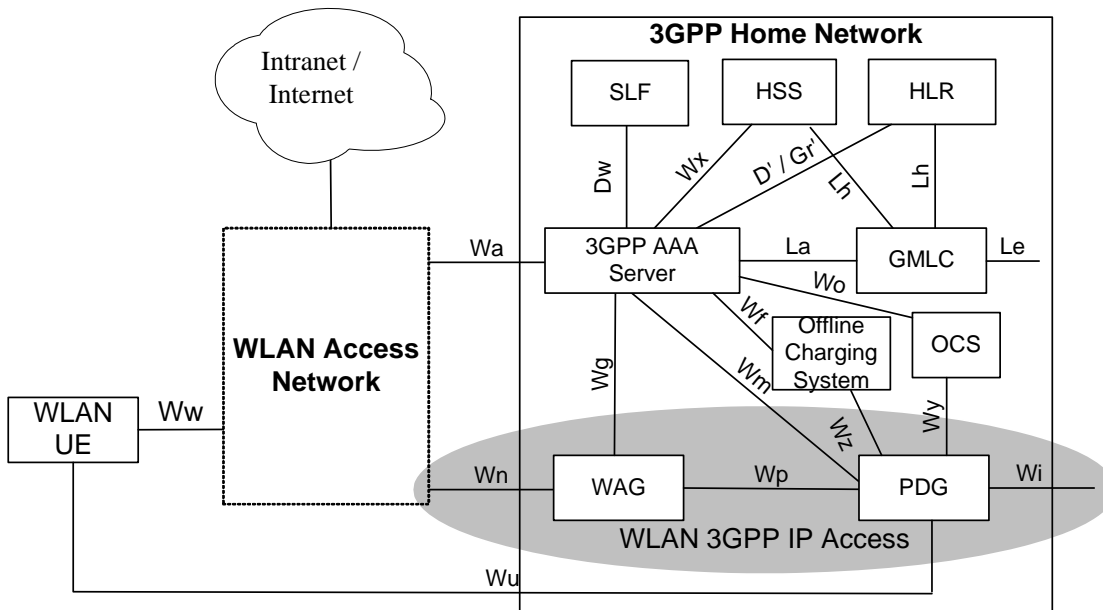 3GPP Home Network
Intranet /
Internet
SLF
HSS
HLR
Dw
Wx
D' / Gr'
Lh
Lh
Wa
3GPP AAA
Server
La
GMLC
Le
Wo
Wf
Offline
Charging
System
OCS
WLAN Access
Network
Wg
Wm
Wz
Wy
WLAN
UE
Ww
Wn
WAG
Wp
PDG
Wi
WLAN 3GPP IP Access
Wu